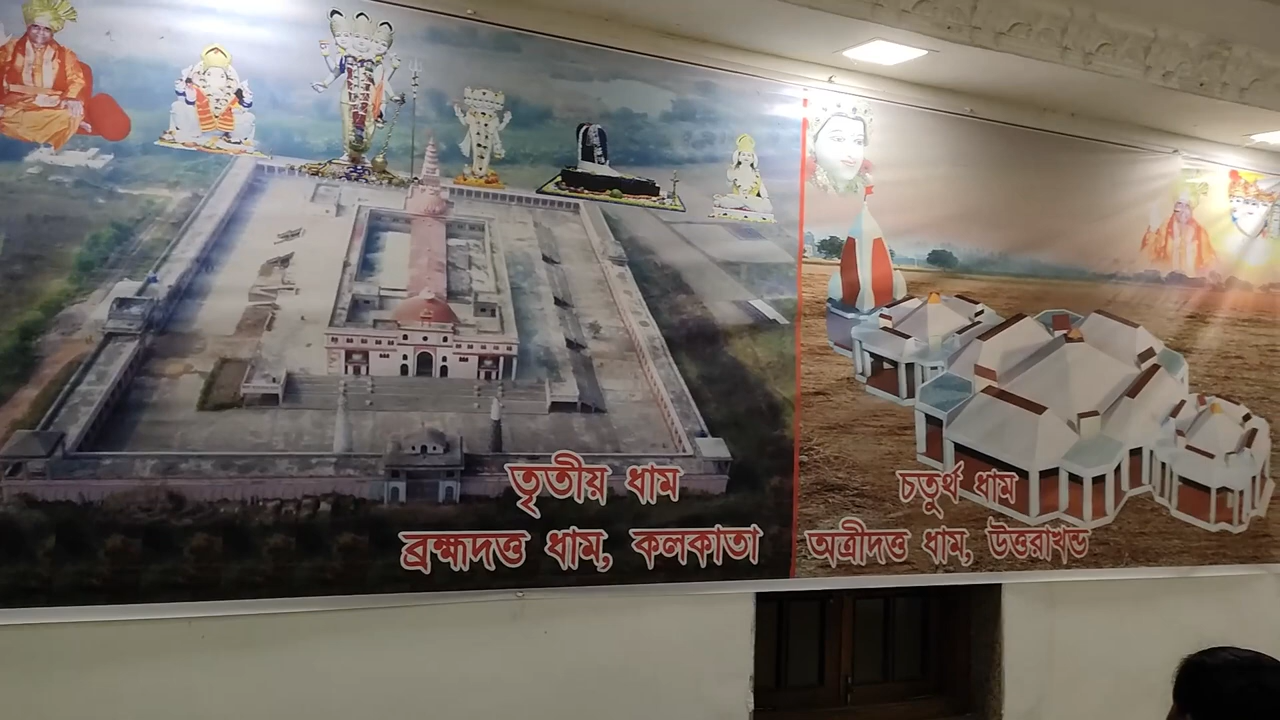 তৃতীয় ধাম
ব্রহ্মদত্ত ধাম, কলকাতা
চতুর্থ ধাম
অত্রীদত্ত ধাম, উত্তরাখন্ড